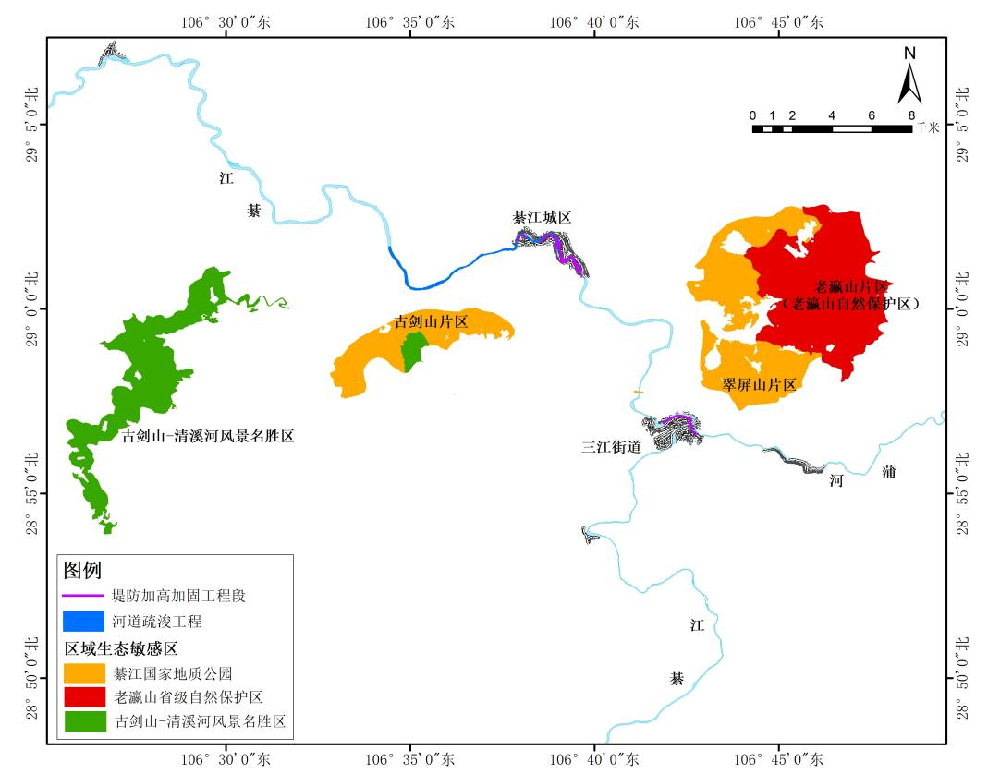 106° 30′0″东 106° 35′0″东 106° 40′0″东 106° 45′0″东
N
0 1 2 4 6 8 千米
29° 5′0″北
29° 5′0″北
江
綦
綦江城区
29° 0′0″北
29° 0′0″北
老瀛山片区
（老瀛山自然保护区）
古剑山片区
翠屏山片区
古剑山-清溪河风景名胜区
三江街道
河
蒲
28° 55′0″北
28° 55′0″北
江
綦
28° 50′0″北
28° 50′0″北
图例
堤防加高加固工程段
河道疏浚工程
区域生态敏感区
綦江国家地质公园
老瀛山省级自然保护区
古剑山-清溪河风景名胜区
106° 30′0″东 106° 35′0″东 106° 40′0″东 106° 45′0″东